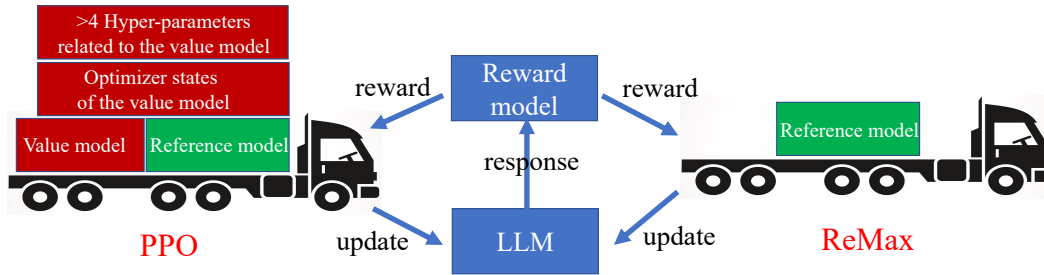 >4 Hyper-parameters
related to the value model
Optimizer states
of the value model
Value model
Reference model
PPO
reward
Reward
model
reward
response
update
LLM
update
Reference model
ReMax